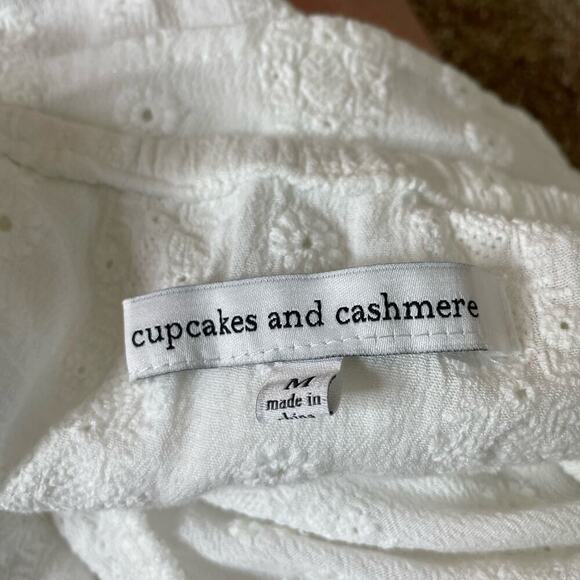 cupcakes and cashmere
M
made in